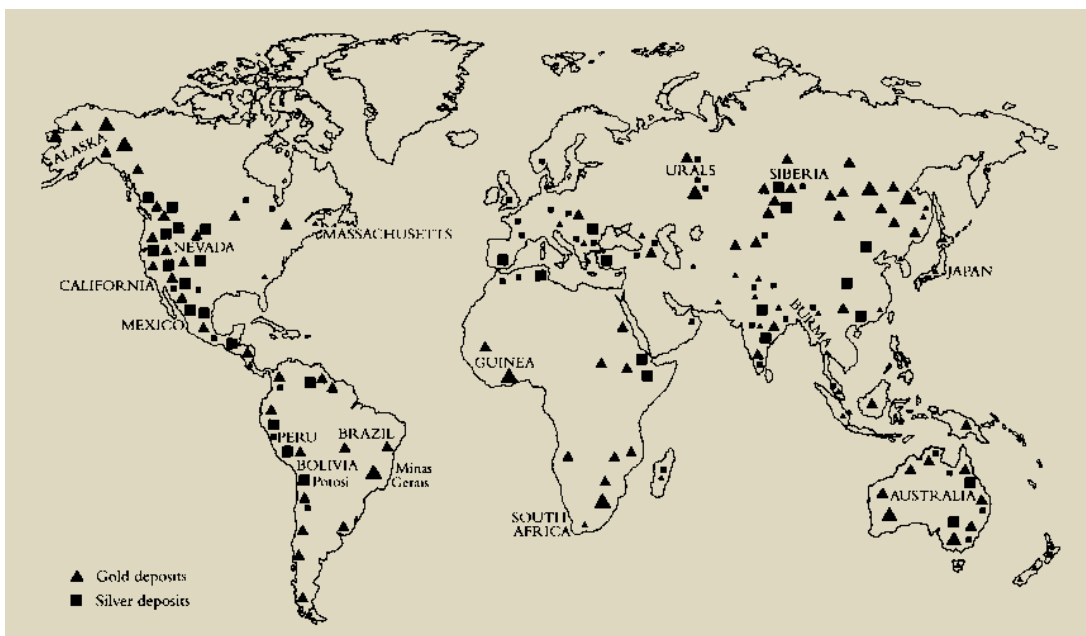 ALASKA
URALS
SIBERIA
MASSACHUSETTS
NEVADA
CALIFORNIA
JAPAN
MEXICO
BURMA
GUINEA
PERU
BRAZIL
BOLIVIA
Potosí
Minas
Gerais
AUSTRALIA
SOUTH
AFRICA
Gold deposits
Silver deposits